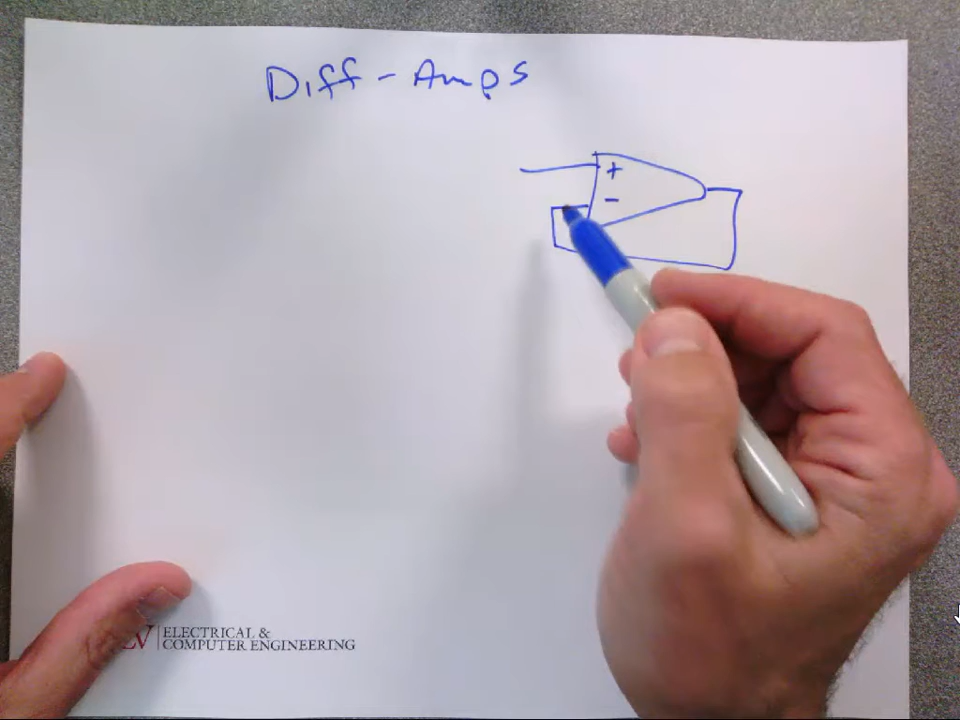 Diff-Amps
+
-
ELECTRICAL &
COMPUTER ENGINEERING